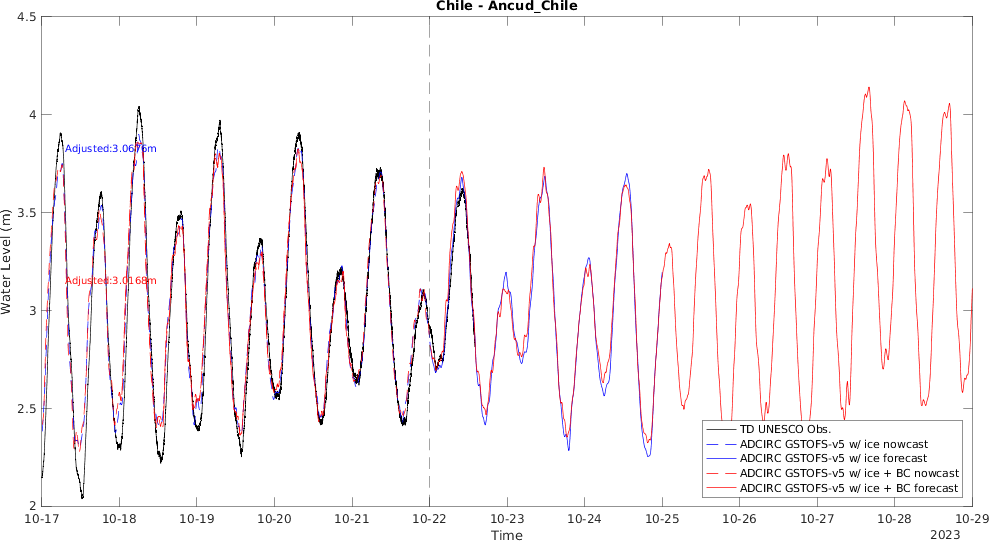 Chile - Ancud_Chile
4.5
4
3.5
3
2.5
2
Water Level (m)
Adjusted:3.0676m
Adjusted:3.0168m
TD UNESCO Obs.
ADCIRC GSTOFS-v5 w/ ice nowcast
ADCIRC GSTOFS-v5 w/ ice forecast
ADCIRC GSTOFS-v5 w/ ice + BC nowcast
ADCIRC GSTOFS-v5 w/ ice + BC forecast
10-17 10-18 10-19 10-20 10-21 10-22 10-23 10-24 10-25 10-26 10-27 10-28 10-29
Time
2023